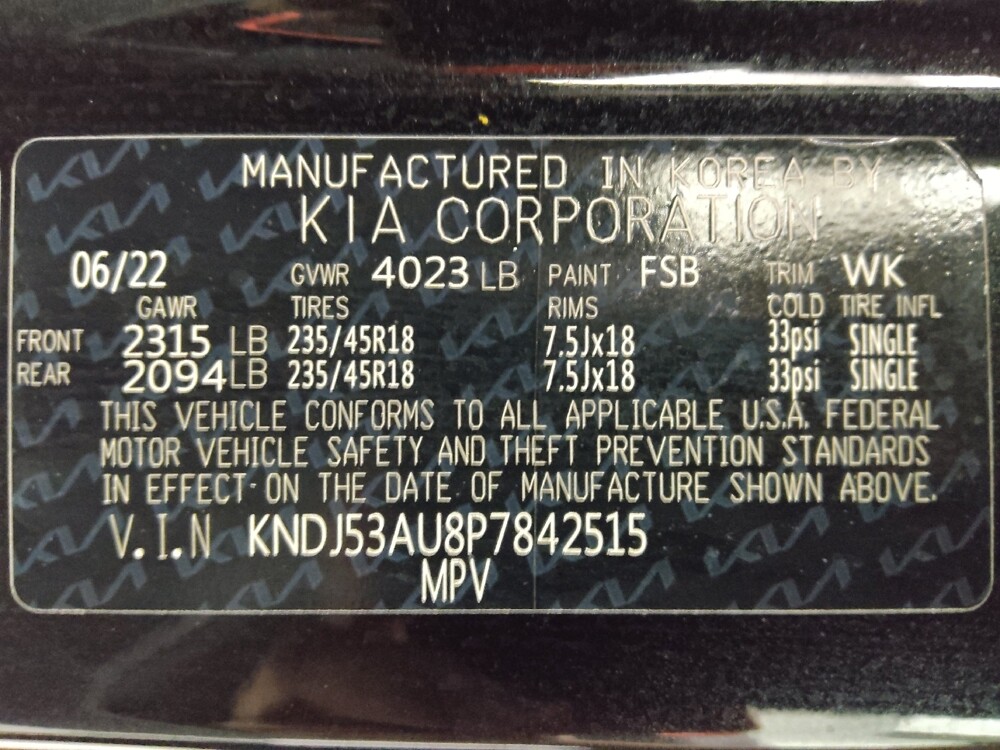 MANUFACTURED IN KOREA BY
KIA CORPORATION
06/22 GVWR 4023 LB PAINT FSB TRIM WK
GAWR TIRES RIMS COLD TIRE INFL
FRONT 2315 LB 235/45R18 7.5Jx18 33psi SINGLE
REAR 2094 LB 235/45R18 7.5Jx18 33psi SINGLE
THIS VEHICLE CONFORMS TO ALL APPLICABLE U.S.A. FEDERAL
MOTOR VEHICLE SAFETY AND THEFT PREVENTION STANDARDS
IN EFFECT ON THE DATE OF MANUFACTURE SHOWN ABOVE.
V.I.N KNDJ53AU8P7842515
MPV